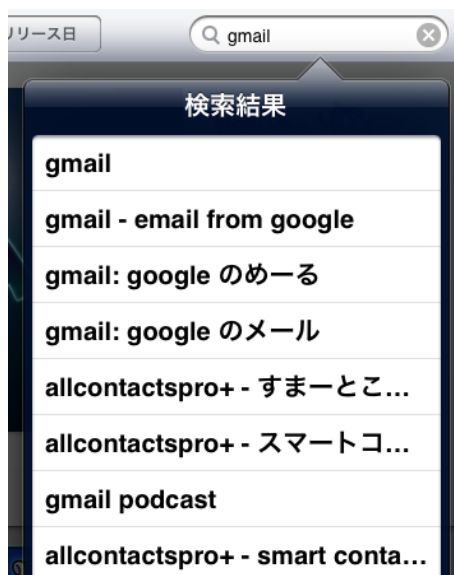 リリース日
gmail
検索結果
gmail
gmail - email from google
gmail: google のめーる
gmail: google のメール
allcontactspro+ - すまーとこ...
allcontactspro+ - スマートコ...
gmail podcast
allcontactspro+ - smart conta...